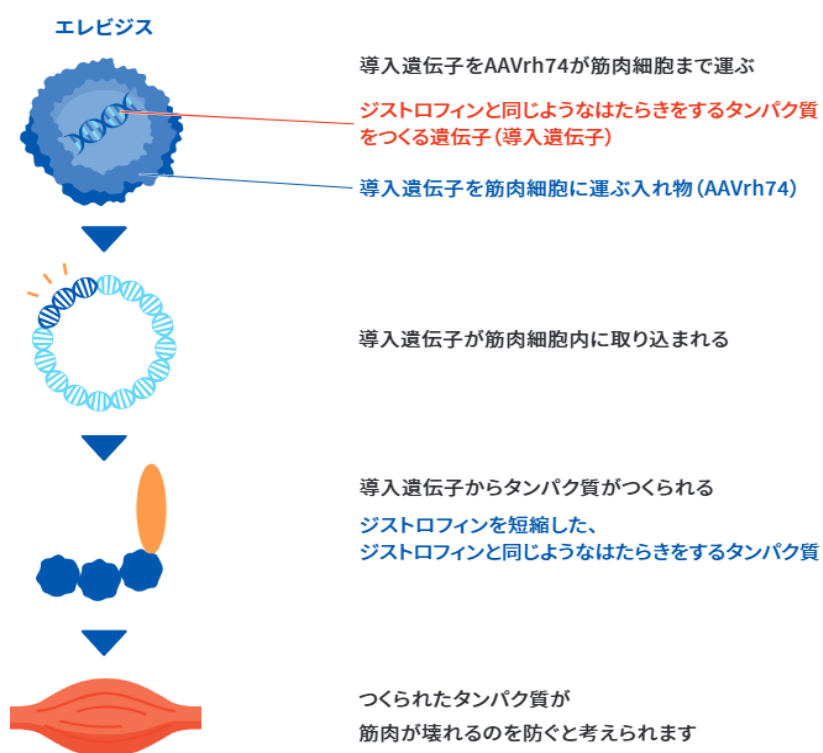 エレビジス
導入遺伝子をAAVrh74が筋肉細胞まで運ぶ
ジストロフィンと同じようなはたらきをするタンパク質
をつくる遺伝子(導入遺伝子)
導入遺伝子を筋肉細胞に運ぶ入れ物(AAVrh74)
導入遺伝子が筋肉細胞内に取り込まれる
導入遺伝子からタンパク質がつくられる
ジストロフィンを短縮した、
ジストロフィンと同じようなはたらきをするタンパク質
つくられたタンパク質が
筋肉が壊れるのを防ぐと考えられます